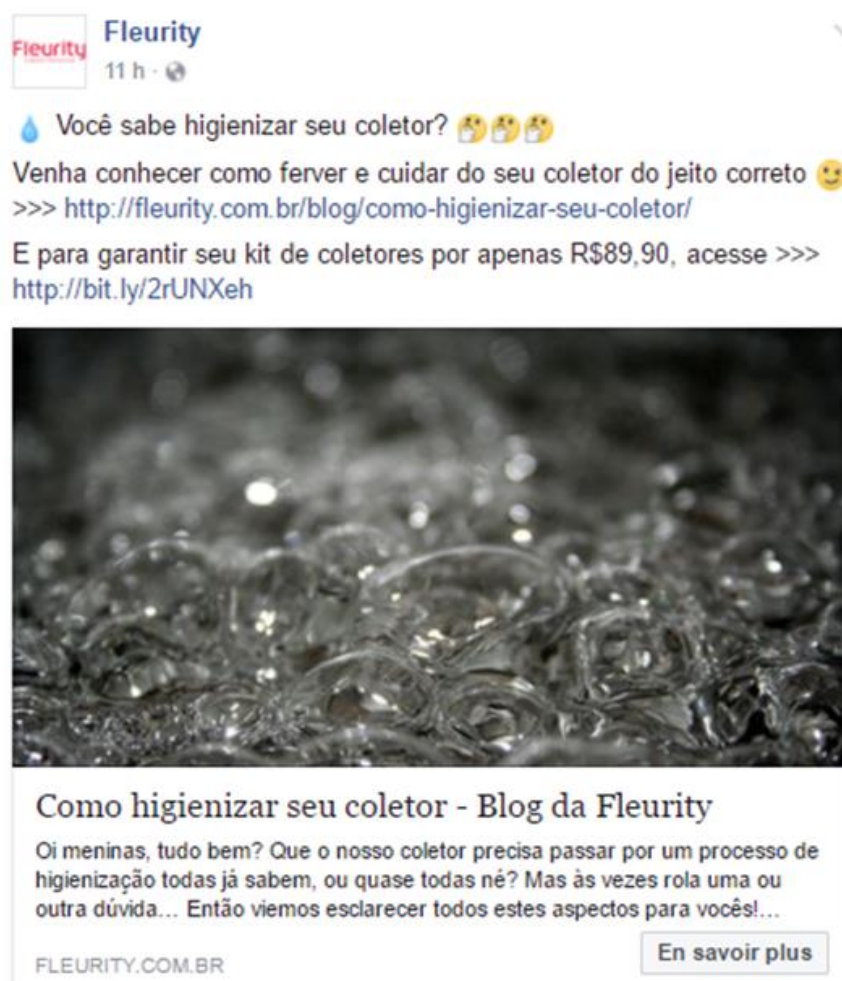 Fleurity
Fleurity
11 h ·
Você sabe higienizar seu coletor?
Venha conhecer como ferver e cuidar do seu coletor do jeito correto
>>> http://fleurity.com.br/blog/como-higienizar-seu-coletor/
E para garantir seu kit de coletores por apenas R$89,90, acesse >>>
http://bit.ly/2rUNXeh
Como higienizar seu coletor - Blog da Fleurity
Oi meninas, tudo bem? Que o nosso coletor precisa passar por um processo de
higienização todas já sabem, ou quase todas né? Mas às vezes rola uma ou
outra dúvida... Então viemos esclarecer todos estes aspectos para vocês!...
En savoir plus
FLEURITY.COM.BR